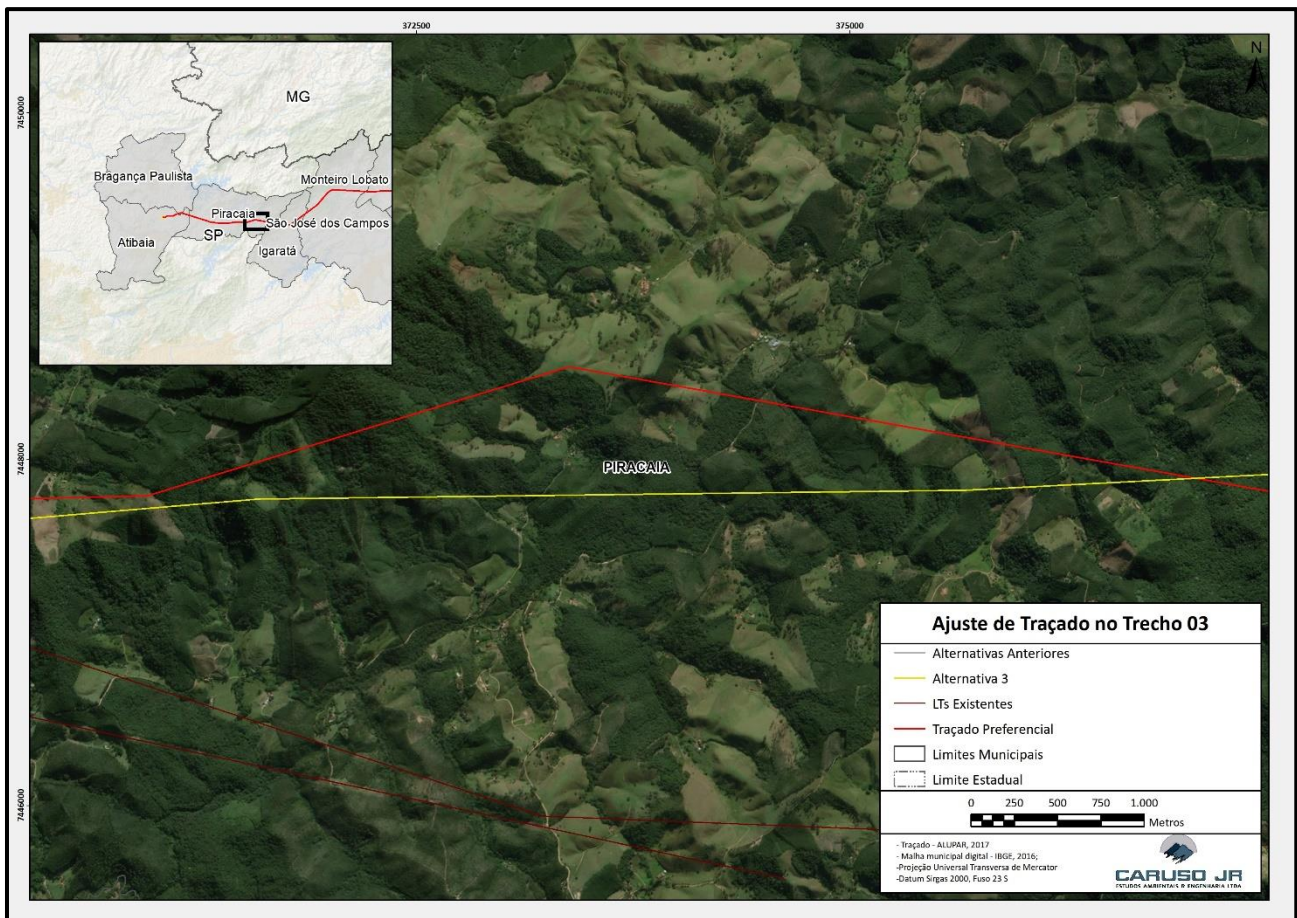 372500
375000
7450000
7448000
7446000
N
MG
Bragança Paulista
Monteiro Lobato
Piracaia
São José dos Campos
SP
Atibaia
Igaratá
PIRACAIA
Ajuste de Traçado no Trecho 03
Alternativas Anteriores
Alternativa 3
LTs Existentes
Traçado Preferencial
Limites Municipais
Limite Estadual
0 250 500 750 1.000
Metros
- Traçado - ALUPAR, 2017
- Malha municipal digital - IBGE, 2016;
-Projeção Universal Transversa de Mercator
-Datum Sirgas 2000, Fuso 23 S
CARUSO JR
ESTUDOS AMBIENTAIS & ENGENHARIA LTDA